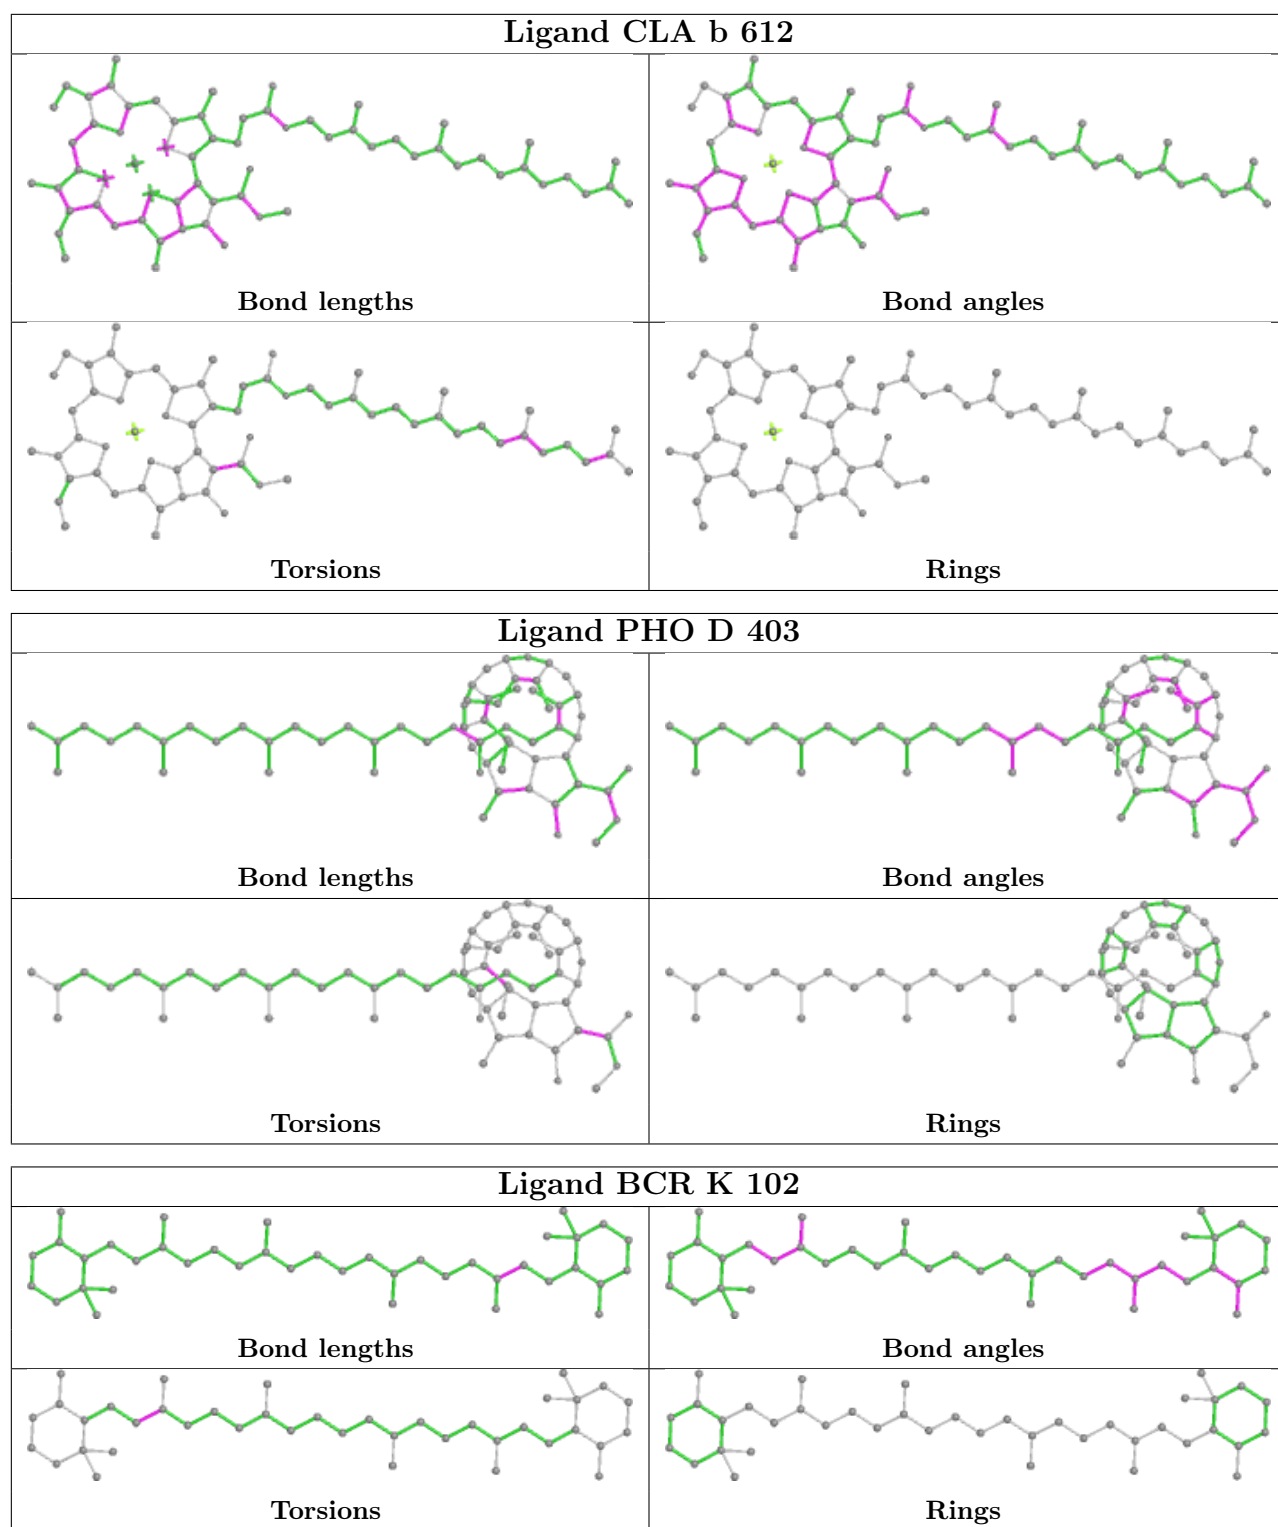 Ligand CLA b 612
Bond lengths
Bond angles
Torsions
Rings
Ligand PHO D 403
Bond lengths
Bond angles
Torsions
Rings
Ligand BCR K 102
Bond lengths
Bond angles
Torsions
Rings